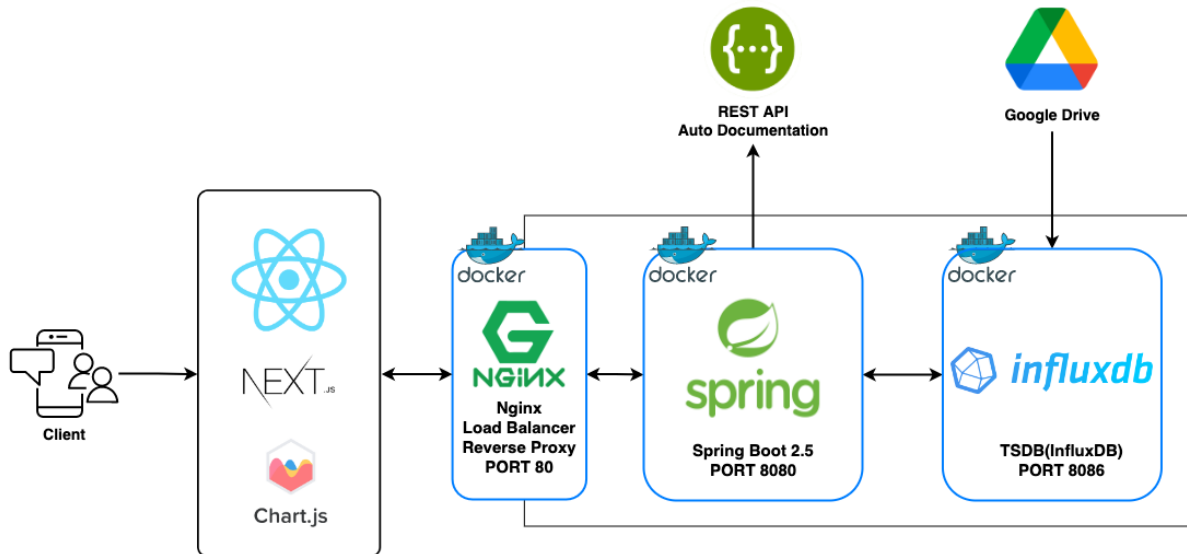 {...}
REST API
Auto Documentation
Google Drive
docker
docker
docker
NGiNX
Nginx
Load Balancer
Reverse Proxy
PORT 80
spring
Spring Boot 2.5
PORT 8080
influxdb
TSDB(InfluxDB)
PORT 8086
NEXT.JS
Chart.js
Client